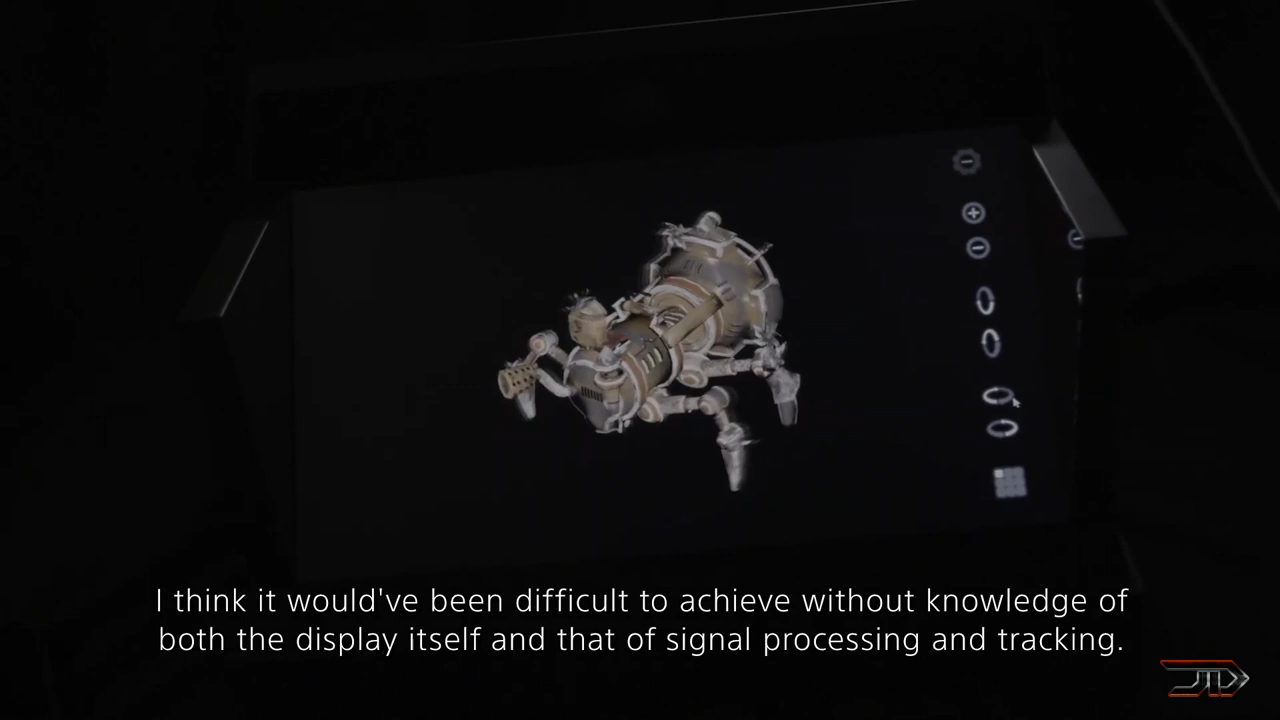 I think it would've been difficult to achieve without knowledge of
both the display itself and that of signal processing and tracking.